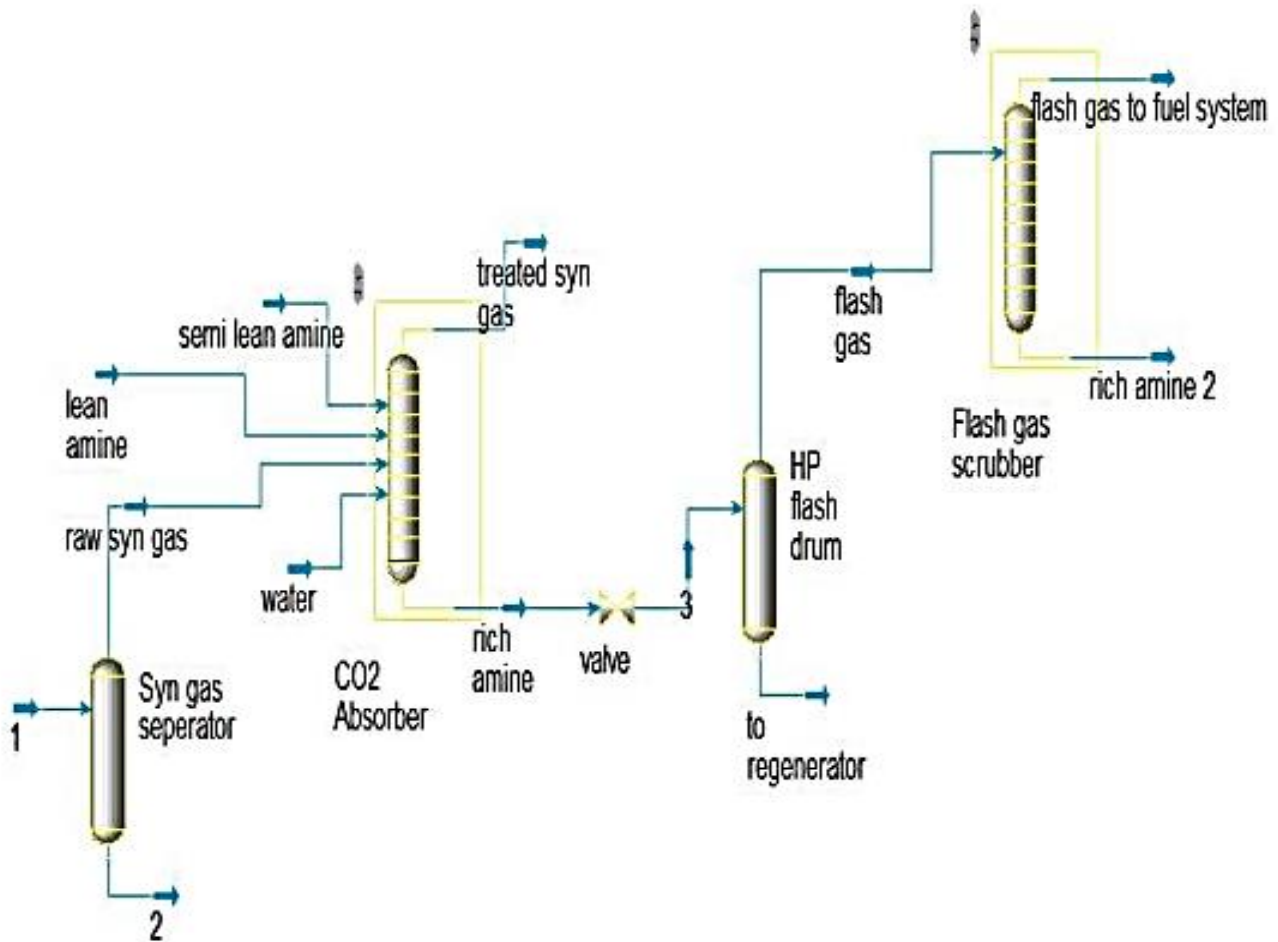 flash gas to fuel system
treated syn
gas
semi lean amine
flash
gas
rich amine 2
lean
amine
Flash gas
scrubber
HP
flash
drum
raw syn gas
water
3
rich
amine
valve
CO2
Absorber
Syn gas
seperator
1
to
regenerator
2